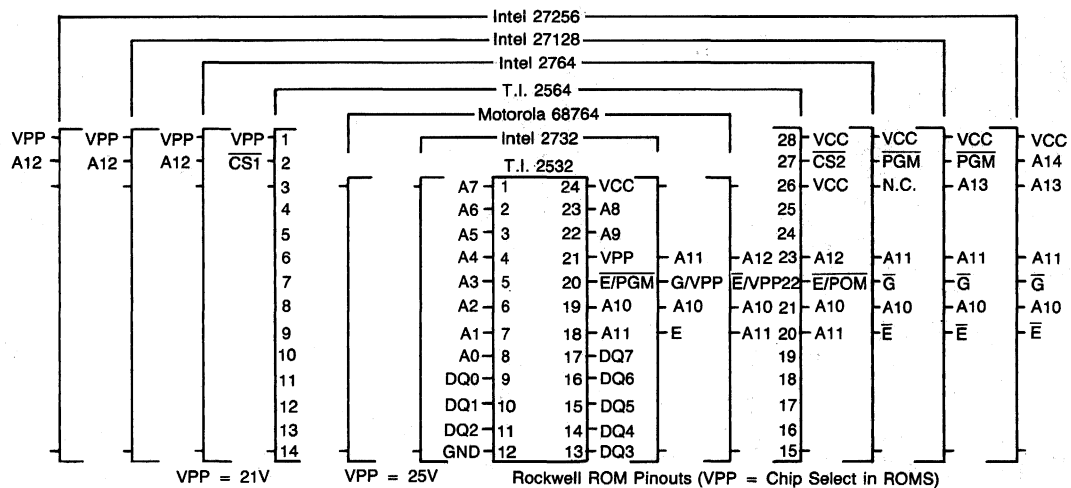 Intel 27256
Intel 27128
Intel 2764
T.I. 2564
Motorola 68764
Intel 2732
T.I. 2532
VPP VPP VPP VPP 1 28 VCC VCC VCC VCC
A12 A12 A12 CS1 2 27 CS2 PGM PGM A14
3 A7 1 24 VCC 26 VCC N.C. A13 A13
4 A6 2 23 A8 25
5 A5 3 22 A9 24
6 A4 4 21 VPP A11 A12 23 A12 A11 A11 A11
7 A3 5 20 E/PGM G/VPP E/VPP 22 E/POM G G G
8 A2 6 19 A10 A10 A10 21 A10 A10 A10 A10
9 A1 7 18 A11 E A11 20 A11 E E E
10 A0 8 17 DQ7 19
11 DQ0 9 16 DQ6 18
12 DQ1 10 15 DQ5 17
13 DQ2 11 14 DQ4 16
14 GND 12 13 DQ3 15
VPP = 21V VPP = 25V Rockwell ROM Pinouts (VPP = Chip Select in ROMS)